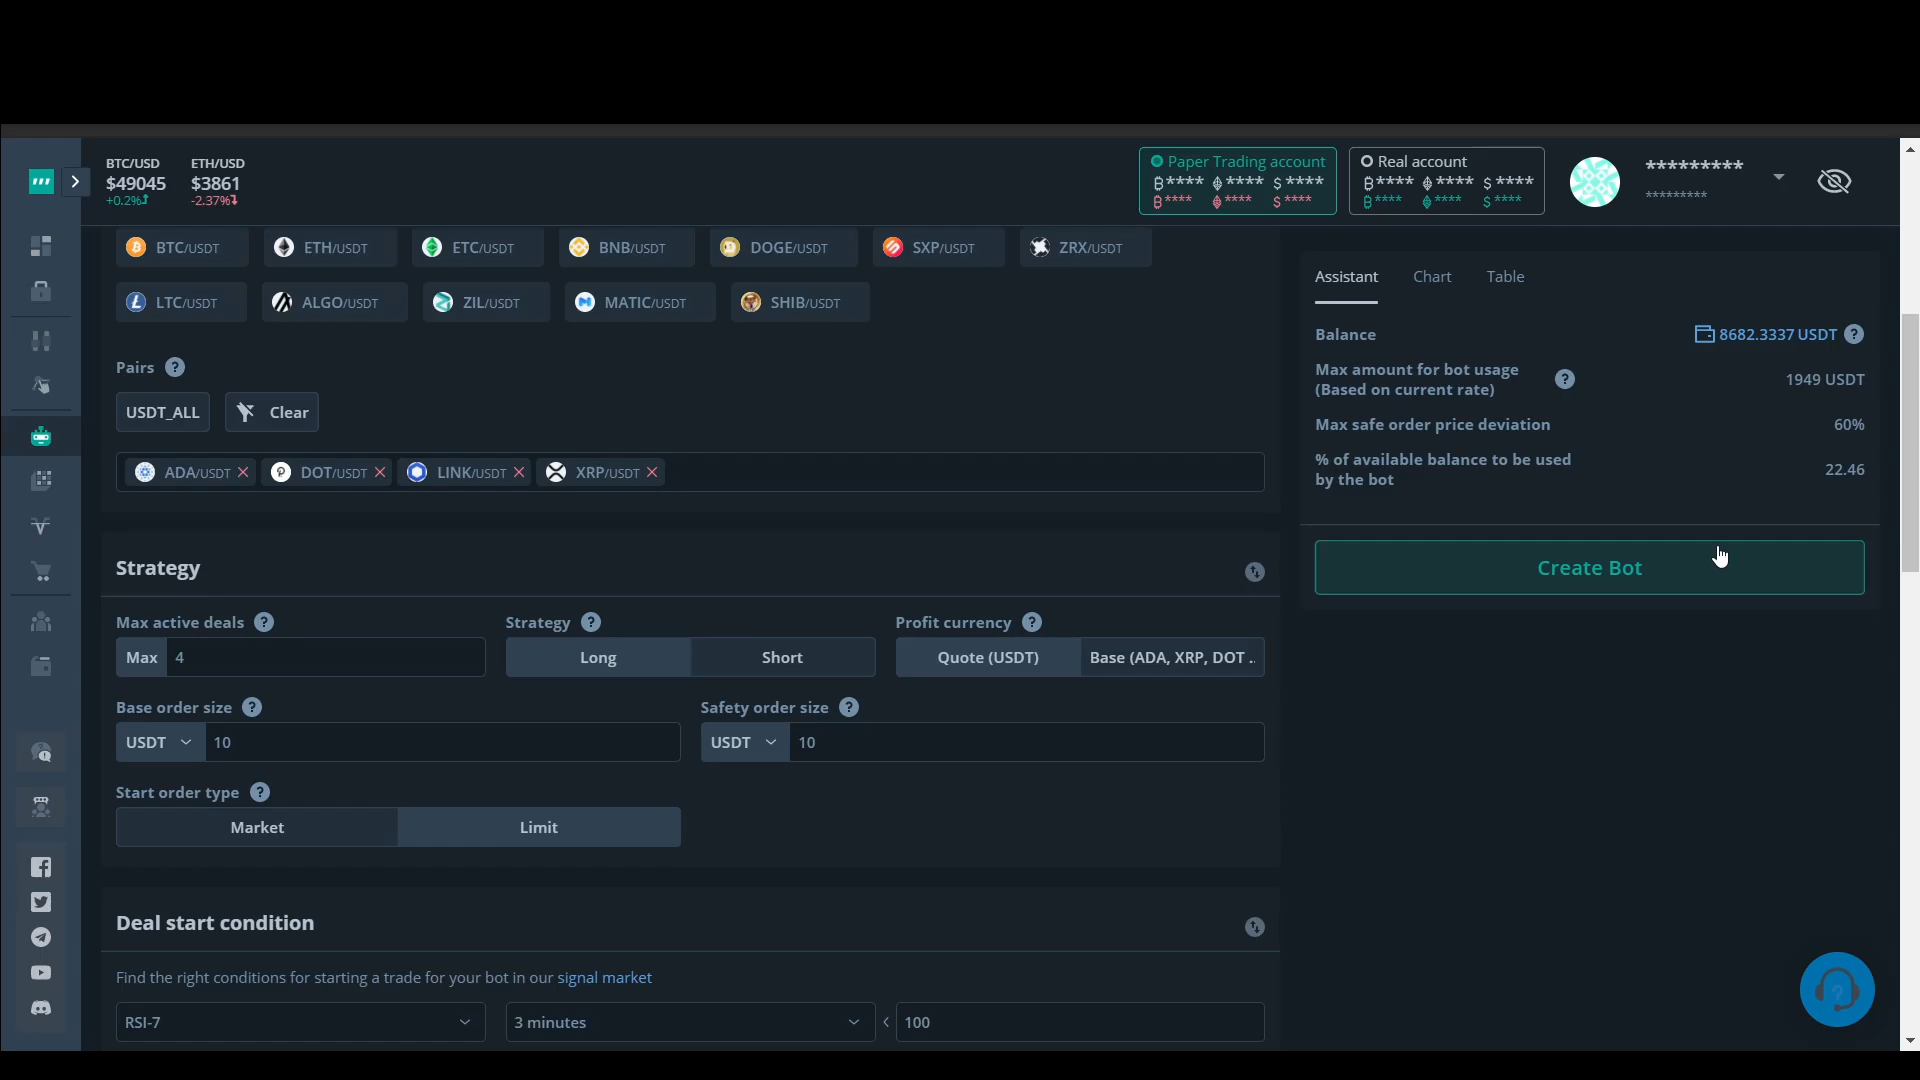 BTC/USD ETH/USD
$49045 $3861
+0.2% -2.37%
Paper Trading account
**** **** $ ****
**** **** $ ****
Real account
**** **** $ ****
**** **** $ ****
*********
*********
BTC/USDT ETH/USDT ETC/USDT BNB/USDT DOGE/USDT SXP/USDT ZRX/USDT
LTC/USDT ALGO/USDT ZIL/USDT MATIC/USDT SHIB/USDT
Pairs ?
USDT_ALL Clear
ADA/USDT DOT/USDT LINK/USDT XRP/USDT
Strategy
Max active deals ? Strategy ? Profit currency ?
Max 4 Long Short Quote (USDT) Base (ADA, XRP, DOT ..
Base order size ? Safety order size ?
USDT 10 USDT 10
Start order type ?
Market Limit
Deal start condition
Find the right conditions for starting a trade for your bot in our signal market
RSI-7 3 minutes < 100
Assistant Chart Table
Balance 8682.3337 USDT ?
Max amount for bot usage
(Based on current rate) ? 1949 USDT
Max safe order price deviation 60%
% of available balance to be used
by the bot 22.46
Create Bot